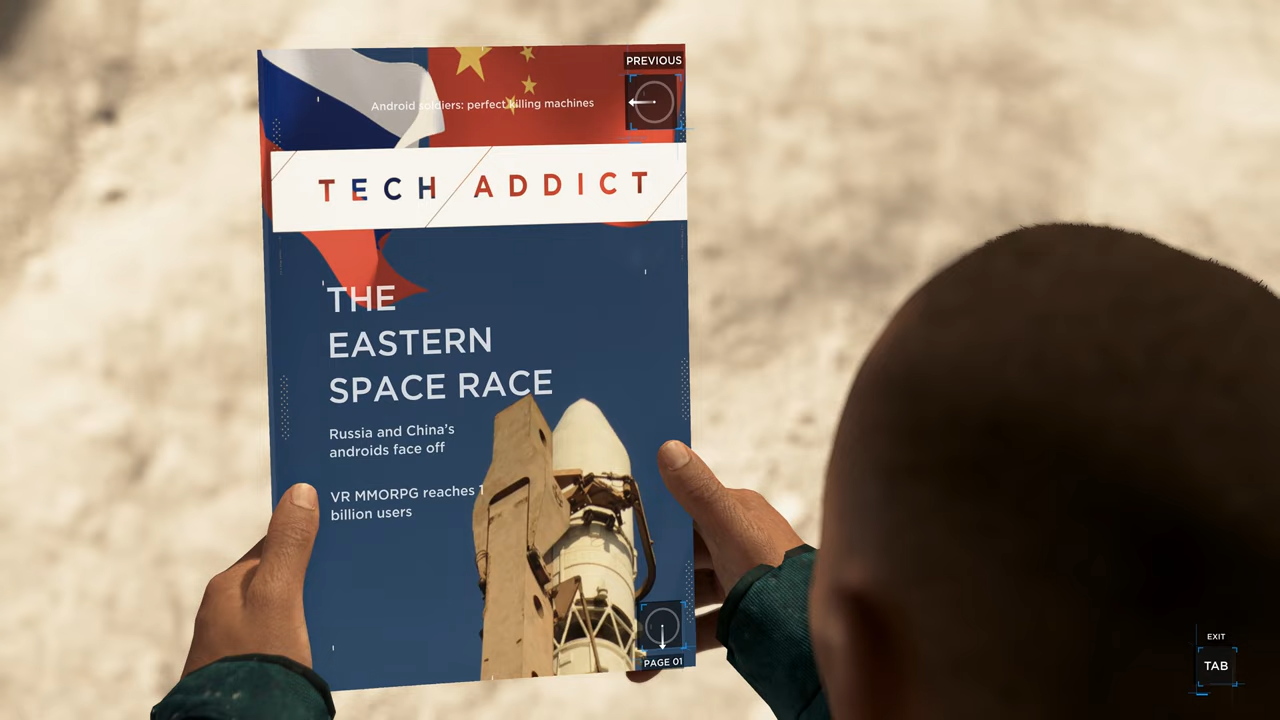 PREVIOUS
Android soldiers: perfect killing machines
TECH ADDICT
THE
EASTERN
SPACE RACE
Russia and China's
androids face off
VR MMORPG reaches 1
billion users
PAGE 01
EXIT
TAB